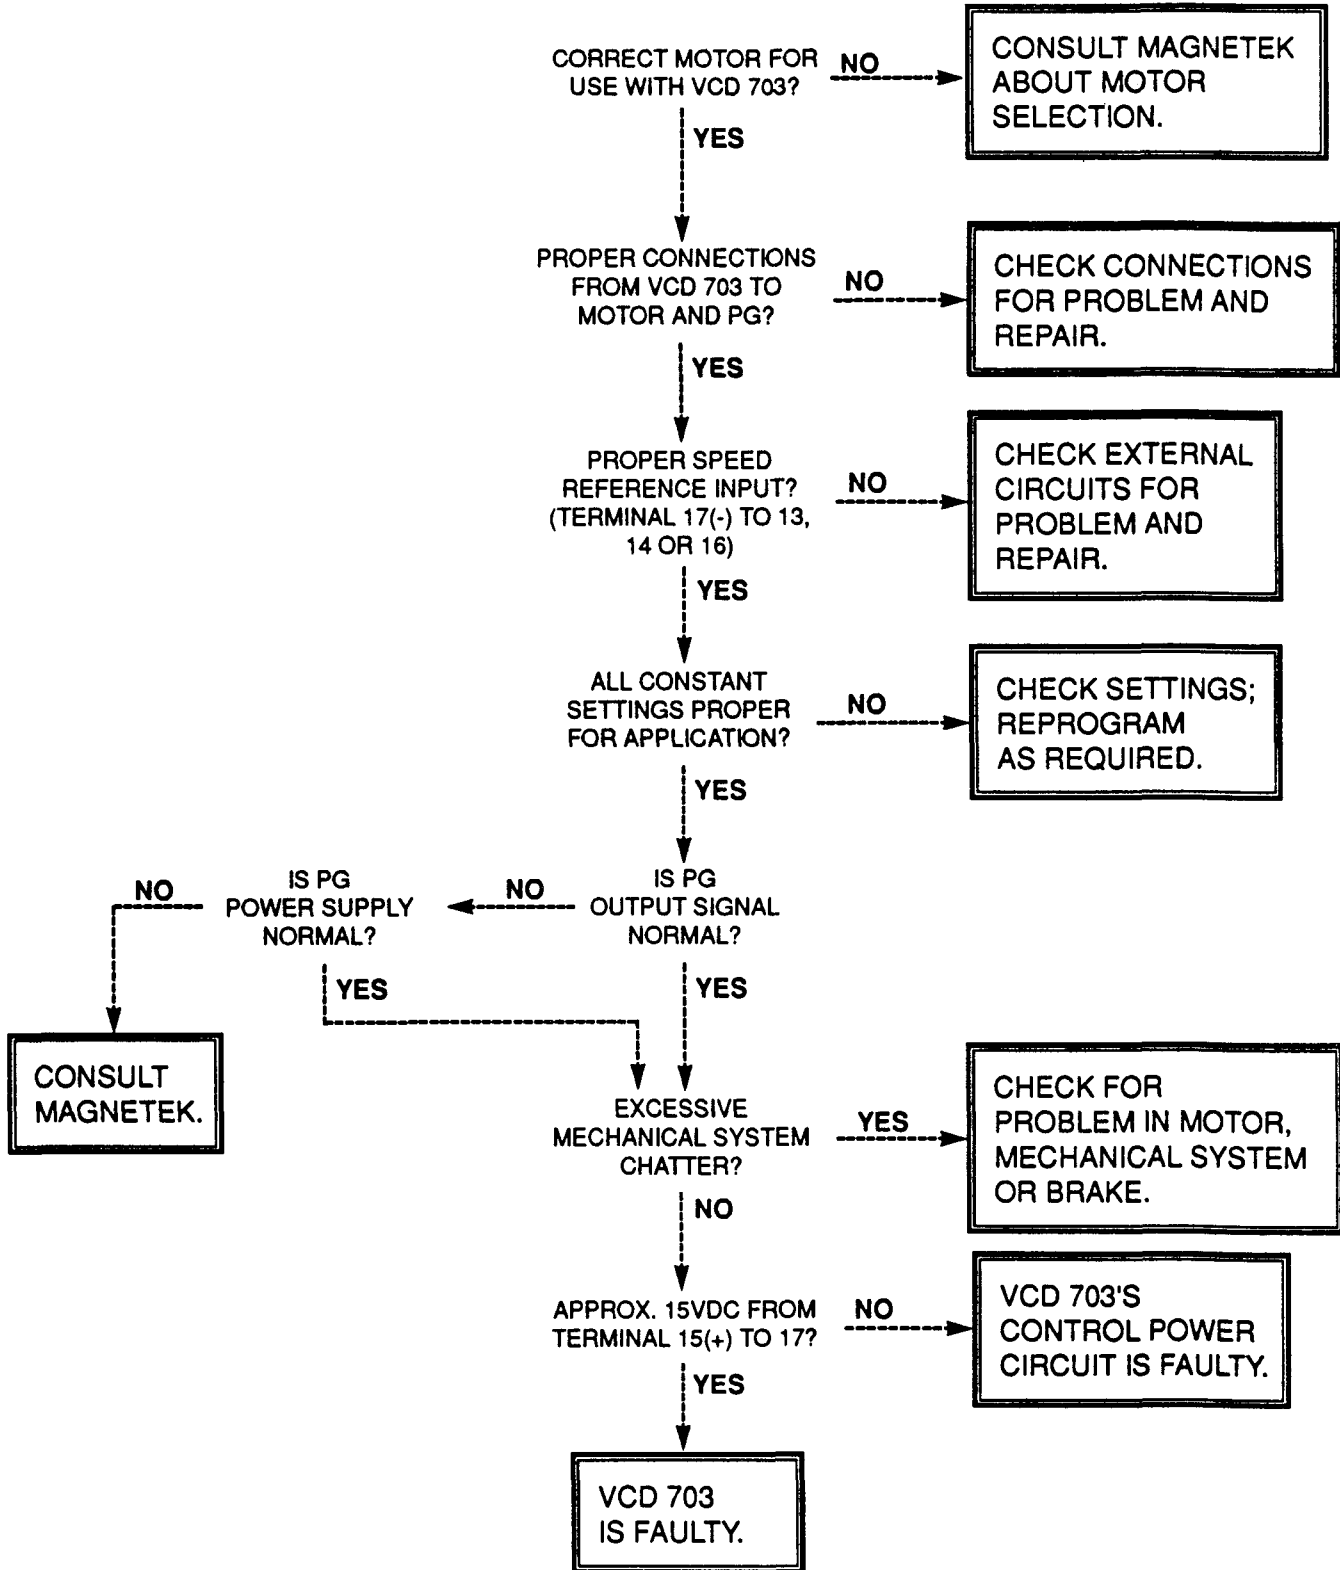 CORRECT MOTOR FOR
USE WITH VCD 703?
NO
CONSULT MAGNETEK
ABOUT MOTOR
SELECTION.
YES
PROPER CONNECTIONS
FROM VCD 703 TO
MOTOR AND PG?
NO
CHECK CONNECTIONS
FOR PROBLEM AND
REPAIR.
YES
PROPER SPEED
REFERENCE INPUT?
(TERMINAL 17(-) TO 13,
14 OR 16)
NO
CHECK EXTERNAL
CIRCUITS FOR
PROBLEM AND
REPAIR.
YES
ALL CONSTANT
SETTINGS PROPER
FOR APPLICATION?
NO
CHECK SETTINGS;
REPROGRAM
AS REQUIRED.
YES
IS PG
OUTPUT SIGNAL
NORMAL?
NO
IS PG
POWER SUPPLY
NORMAL?
NO
CONSULT
MAGNETEK.
YES
YES
EXCESSIVE
MECHANICAL SYSTEM
CHATTER?
YES
CHECK FOR
PROBLEM IN MOTOR,
MECHANICAL SYSTEM
OR BRAKE.
NO
APPROX. 15VDC FROM
TERMINAL 15(+) TO 17?
NO
VCD 703'S
CONTROL POWER
CIRCUIT IS FAULTY.
YES
VCD 703
IS FAULTY.